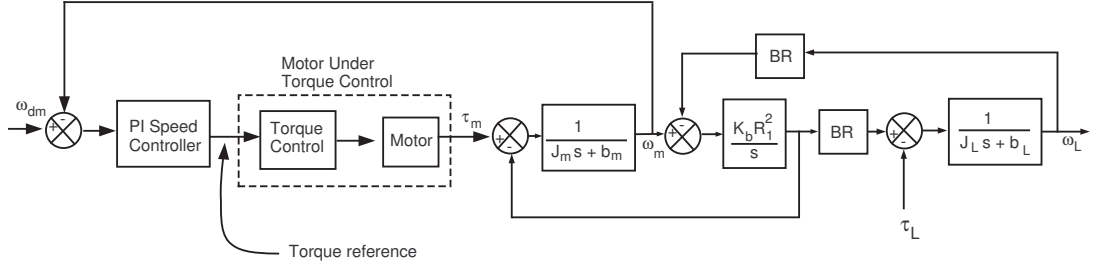 Motor Under
Torque Control
BR
ω_dm
+
-
PI Speed
Controller
Torque
Control
Motor
τ_m
+
-
1
J_m s + b_m
ω_m
+
-
K_b R_1^2
s
BR
+
-
1
J_L s + b_L
ω_L
τ_L
Torque reference